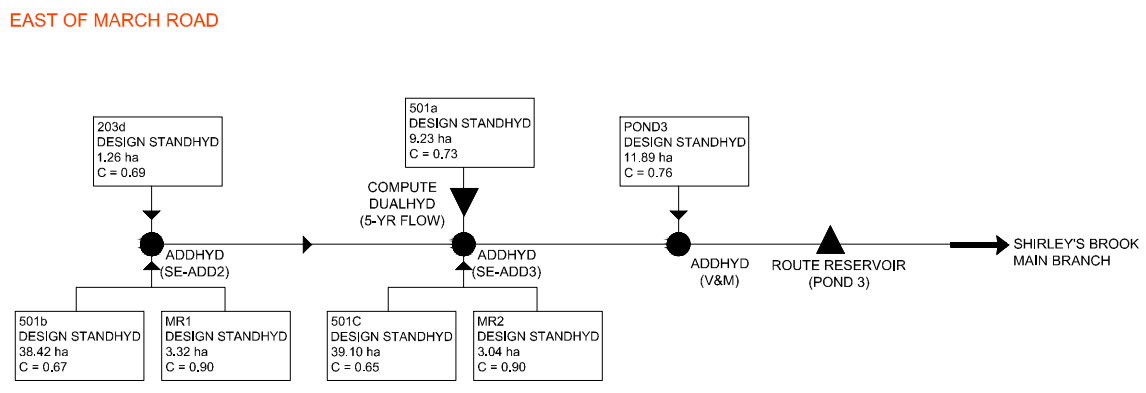 EAST OF MARCH ROAD
203d
DESIGN STANDHYD
1.26 ha
C = 0.69
501a
DESIGN STANDHYD
9.23 ha
C = 0.73
POND3
DESIGN STANDHYD
11.89 ha
C = 0.76
COMPUTE
DUALHYD
(5-YR FLOW)
ADDHYD
(SE-ADD2)
ADDHYD
(SE-ADD3)
ADDHYD
(V&M)
ROUTE RESERVOIR
(POND 3)
SHIRLEY'S BROOK
MAIN BRANCH
501b
DESIGN STANDHYD
38.42 ha
C = 0.67
MR1
DESIGN STANDHYD
3.32 ha
C = 0.90
501C
DESIGN STANDHYD
39.10 ha
C = 0.65
MR2
DESIGN STANDHYD
3.04 ha
C = 0.90